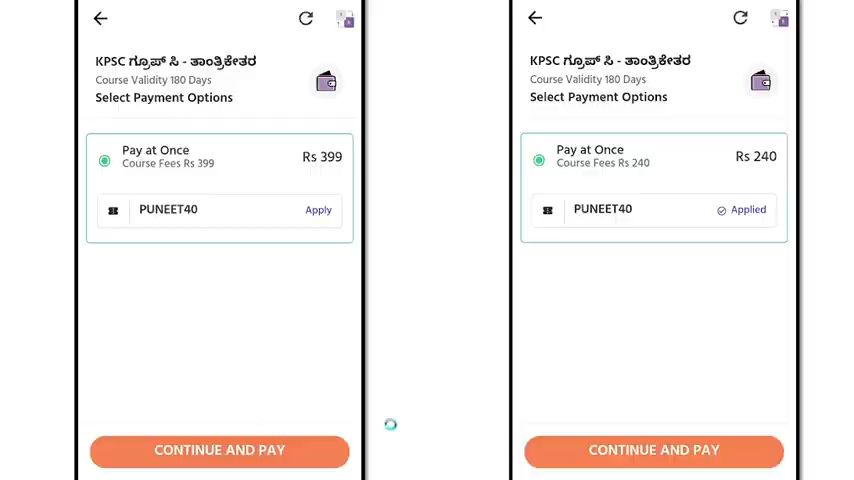 KPSC ಗ್ರೂಪ್ ಸಿ - ತಾಂತ್ರಿಕೇತರ
Course Validity 180 Days
Select Payment Options
Pay at Once
Course Fees Rs 399
Rs 399
PUNEET40
Apply
CONTINUE AND PAY
KPSC ಗ್ರೂಪ್ ಸಿ - ತಾಂತ್ರಿಕೇತರ
Course Validity 180 Days
Select Payment Options
Pay at Once
Course Fees Rs 240
Rs 240
PUNEET40
Applied
CONTINUE AND PAY